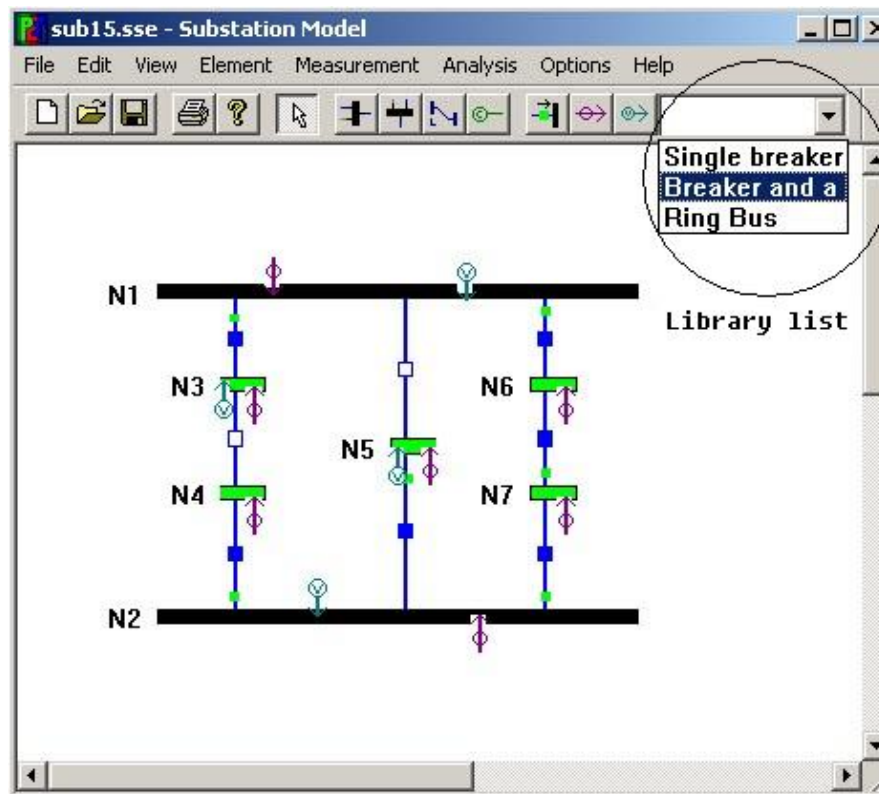 sub15.sse - Substation Model
File Edit View Element Measurement Analysis Options Help
Single breaker
Breaker and a
Ring Bus
Library list
N1
N3
N6
N5
N4
N7
N2